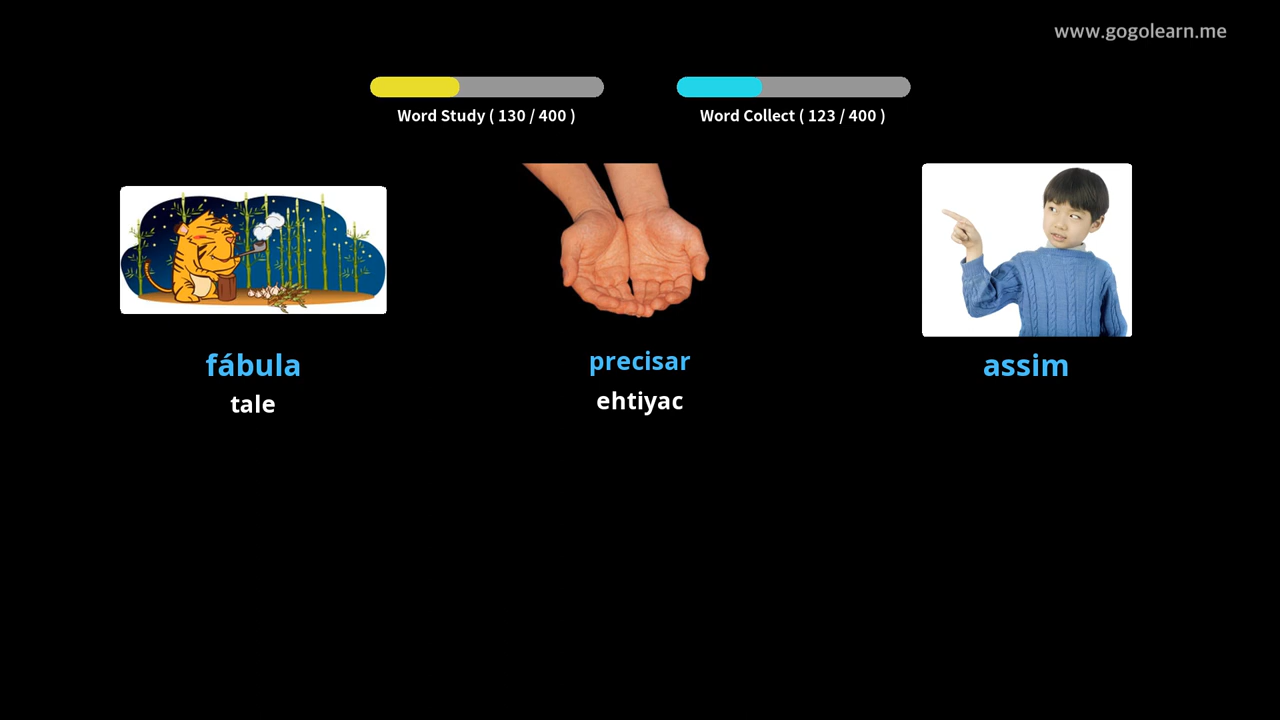 www.gogolearn.me
Word Study ( 130 / 400 )
Word Collect ( 123 / 400 )
fábula
tale
precisar
ehtiyac
assim